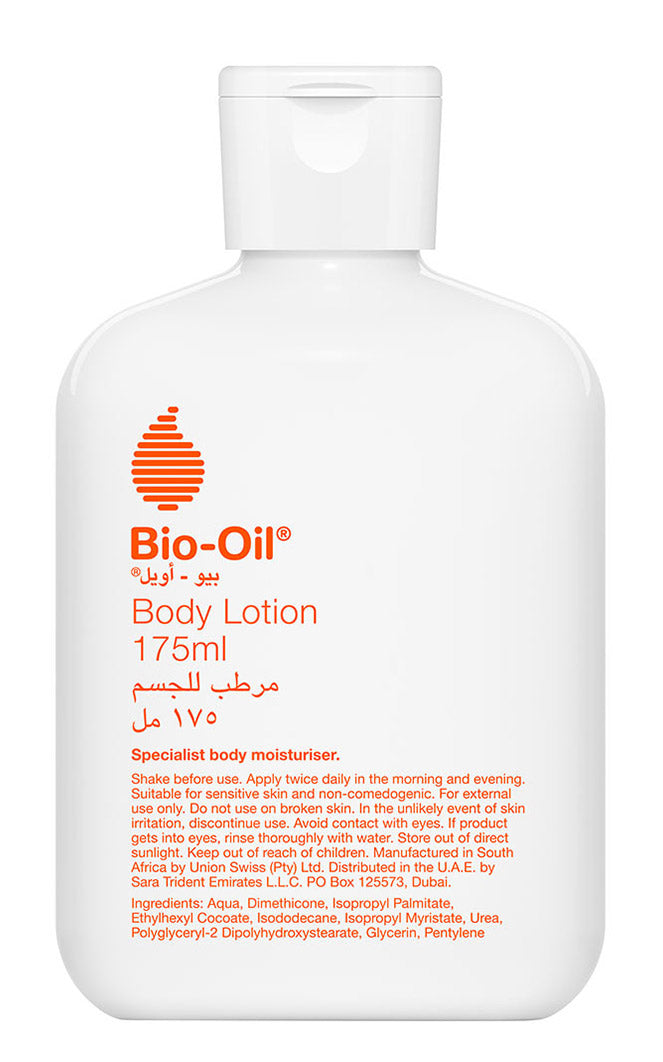 Bio-Oil®
بيو - أويل®
Body Lotion
175ml
مرطب للجسم
١٧٥ مل
Specialist body moisturiser.
Shake before use. Apply twice daily in the morning and evening.
Suitable for sensitive skin and non-comedogenic. For external
use only. Do not use on broken skin. In the unlikely event of skin
irritation, discontinue use. Avoid contact with eyes. If product
gets into eyes, rinse thoroughly with water. Store out of direct
sunlight. Keep out of reach of children. Manufactured in South
Africa by Union Swiss (Pty) Ltd. Distributed in the U.A.E. by
Sara Trident Emirates L.L.C. PO Box 125573, Dubai.
Ingredients: Aqua, Dimethicone, Isopropyl Palmitate,
Ethylhexyl Cocoate, Isododecane, Isopropyl Myristate, Urea,
Polyglyceryl-2 Dipolyhydroxystearate, Glycerin, Pentylene